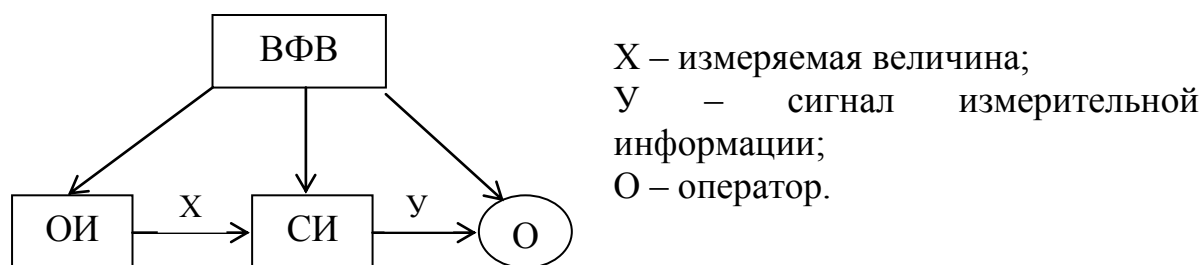 ВФВ
Х – измеряемая величина;
У – сигнал измерительной
информации;
О – оператор.
Х
У
ОИ
СИ
О